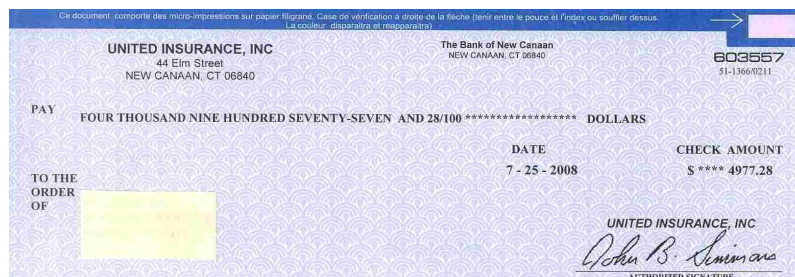 Ce document comporte des micro-impressions sur papier filigrané. Case de vérification à droite de la flèche (tenir entre le pouce et l'index ou souffler dessus.
La couleur disparaitra et reapparaitra)
UNITED INSURANCE, INC
44 Elm Street
NEW CANAAN, CT 06840
The Bank of New Canaan
NEW CANAAN, CT 06840
603557
51-1366/0211
PAY
FOUR THOUSAND NINE HUNDRED SEVENTY-SEVEN AND 28/100 ****************** DOLLARS
DATE
7 - 25 - 2008
CHECK AMOUNT
$ **** 4977.28
TO THE
ORDER
OF
UNITED INSURANCE, INC
John B. Simmons
AUTHORIZED SIGNATURE